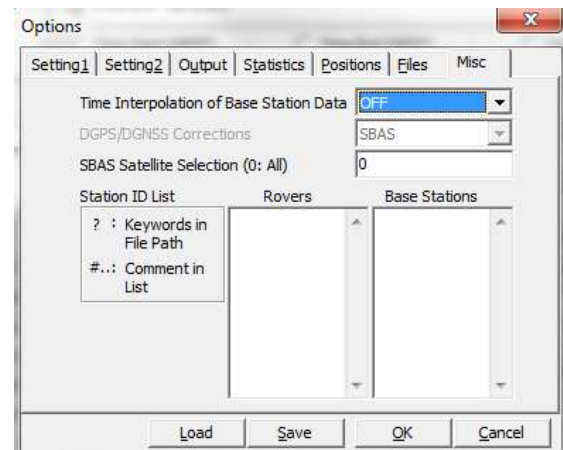 Options
Setting1 Setting2 Output Statistics Positions Files Misc
Time Interpolation of Base Station Data OFF
DGPS/DGNSS Corrections SBAS
SBAS Satellite Selection (0: All) 0
Station ID List Rovers Base Stations
? : Keywords in
File Path
#..: Comment in
List
Load Save OK Cancel